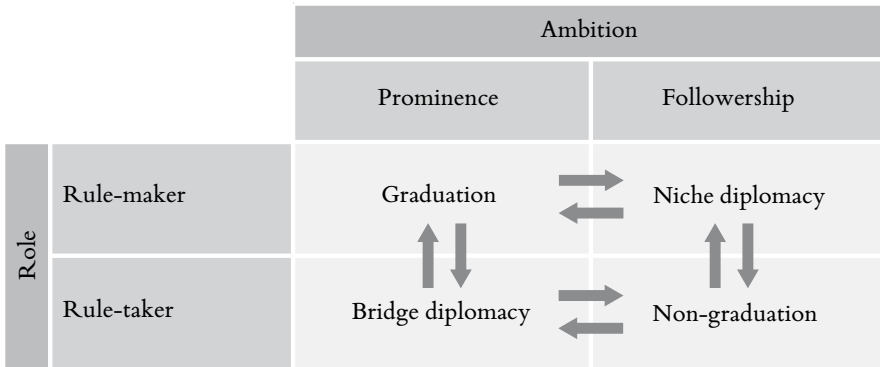 Ambition
Prominence
Followership
Role
Rule-maker
Graduation
Niche diplomacy
Rule-taker
Bridge diplomacy
Non-graduation